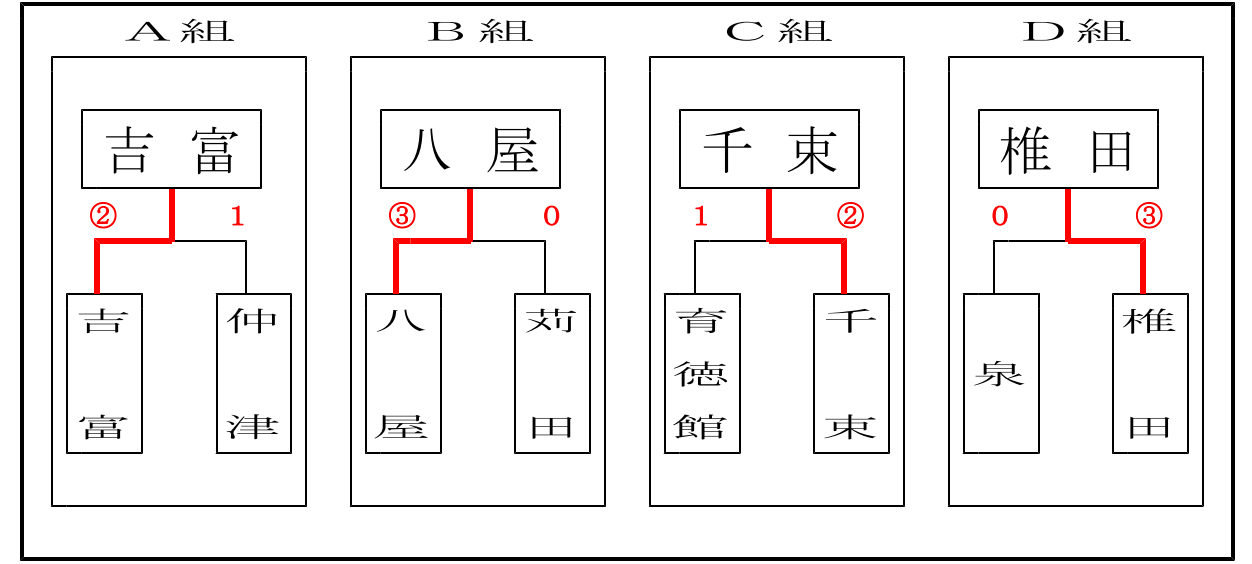 A組 B組 C組 D組
吉富 八屋 千束 椎田
② 1 ③ 0 1 ② 0 ③
吉富 仲津 八屋 苅田 育徳館 千束 泉 椎田